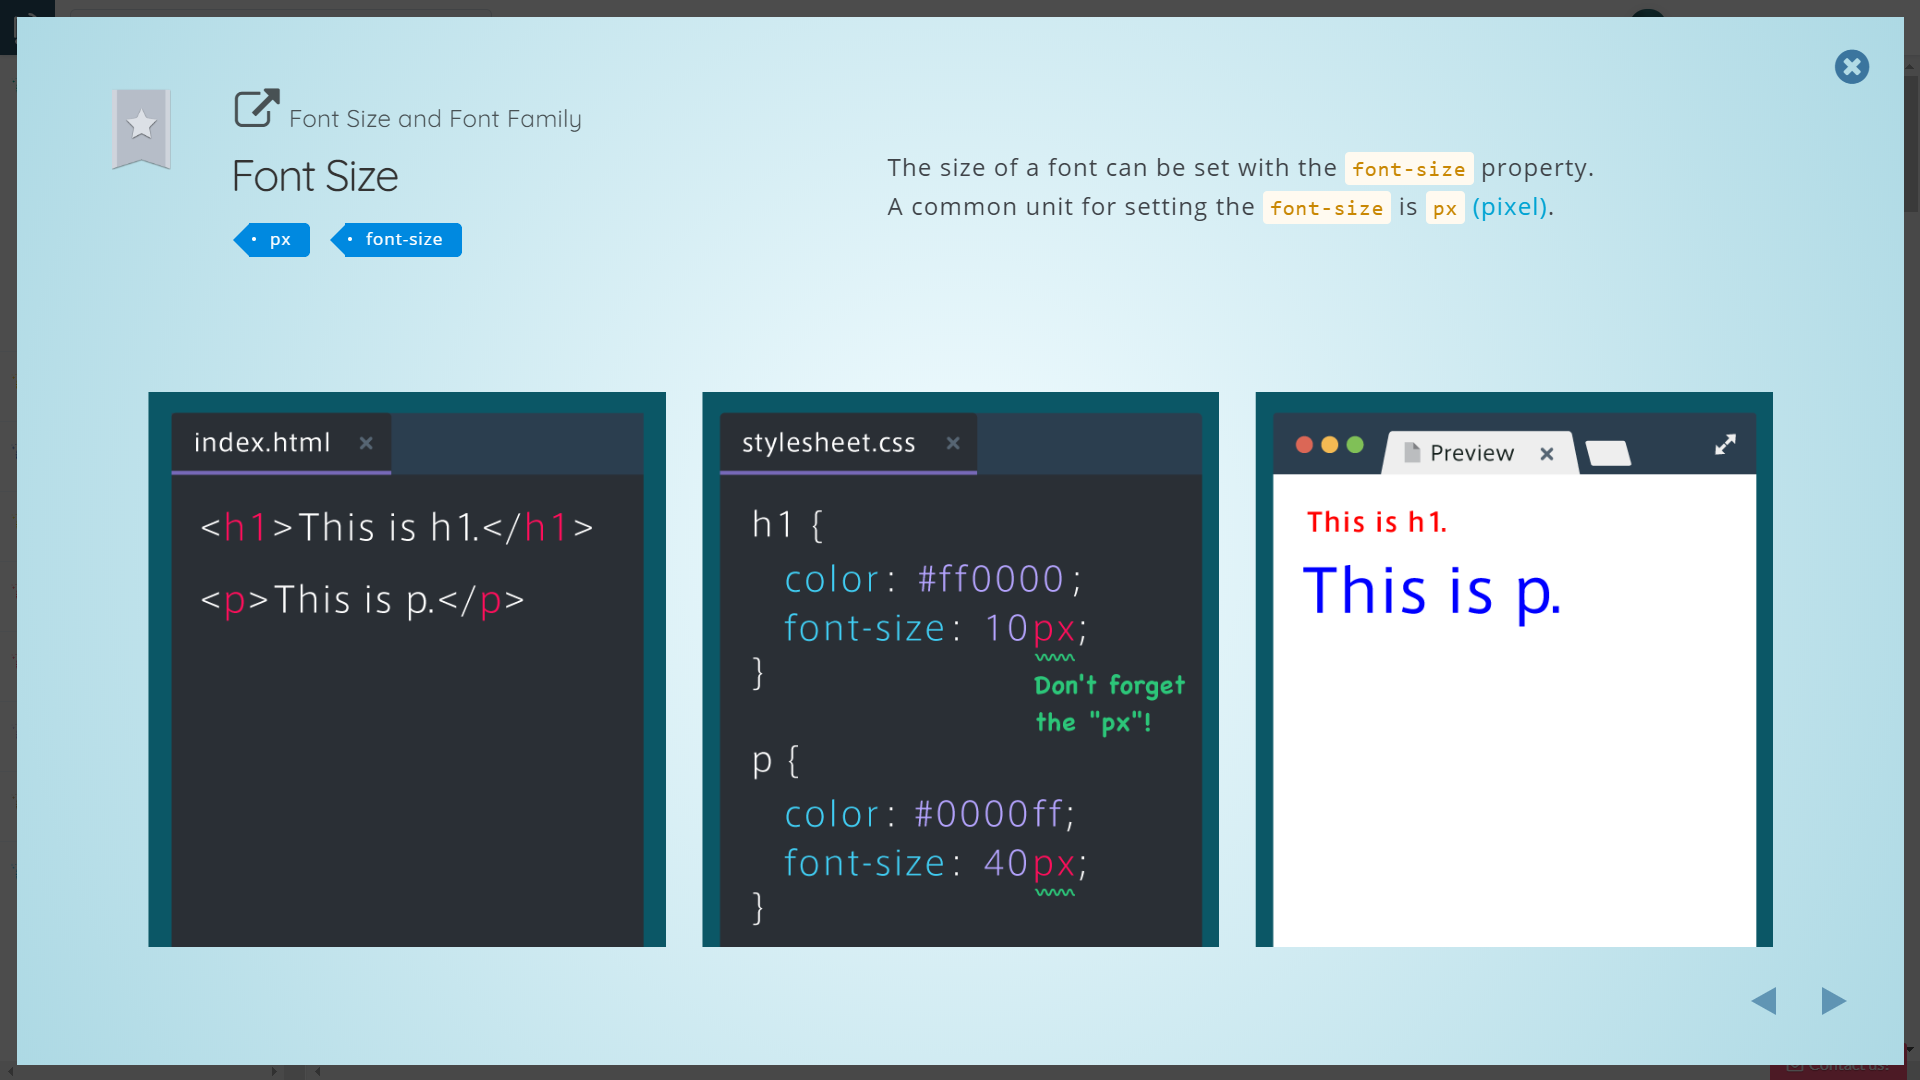 Font Size and Font Family
Font Size
• px
• font-size
The size of a font can be set with the font-size property.
A common unit for setting the font-size is px (pixel).
index.html ×
<h1>This is h1.</h1>
<p>This is p.</p>
stylesheet.css ×
h1 {
color: #ff0000;
font-size: 10px;
}
Don't forget
the "px"!
p {
color: #0000ff;
font-size: 40px;
}
Preview ×
This is h1.
This is p.
Contact us!